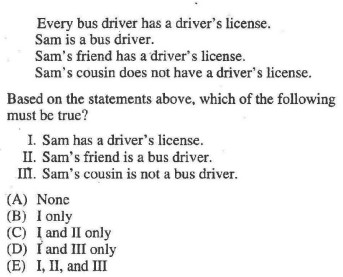 Every bus driver has a driver's license.
Sam is a bus driver.
Sam's friend has a driver's license.
Sam's cousin does not have a driver's license.
Based on the statements above, which of the following
must be true?
I. Sam has a driver's license.
II. Sam's friend is a bus driver.
III. Sam's cousin is not a bus driver.
(A) None
(B) I only
(C) I and II only
(D) I and III only
(E) I, II, and III